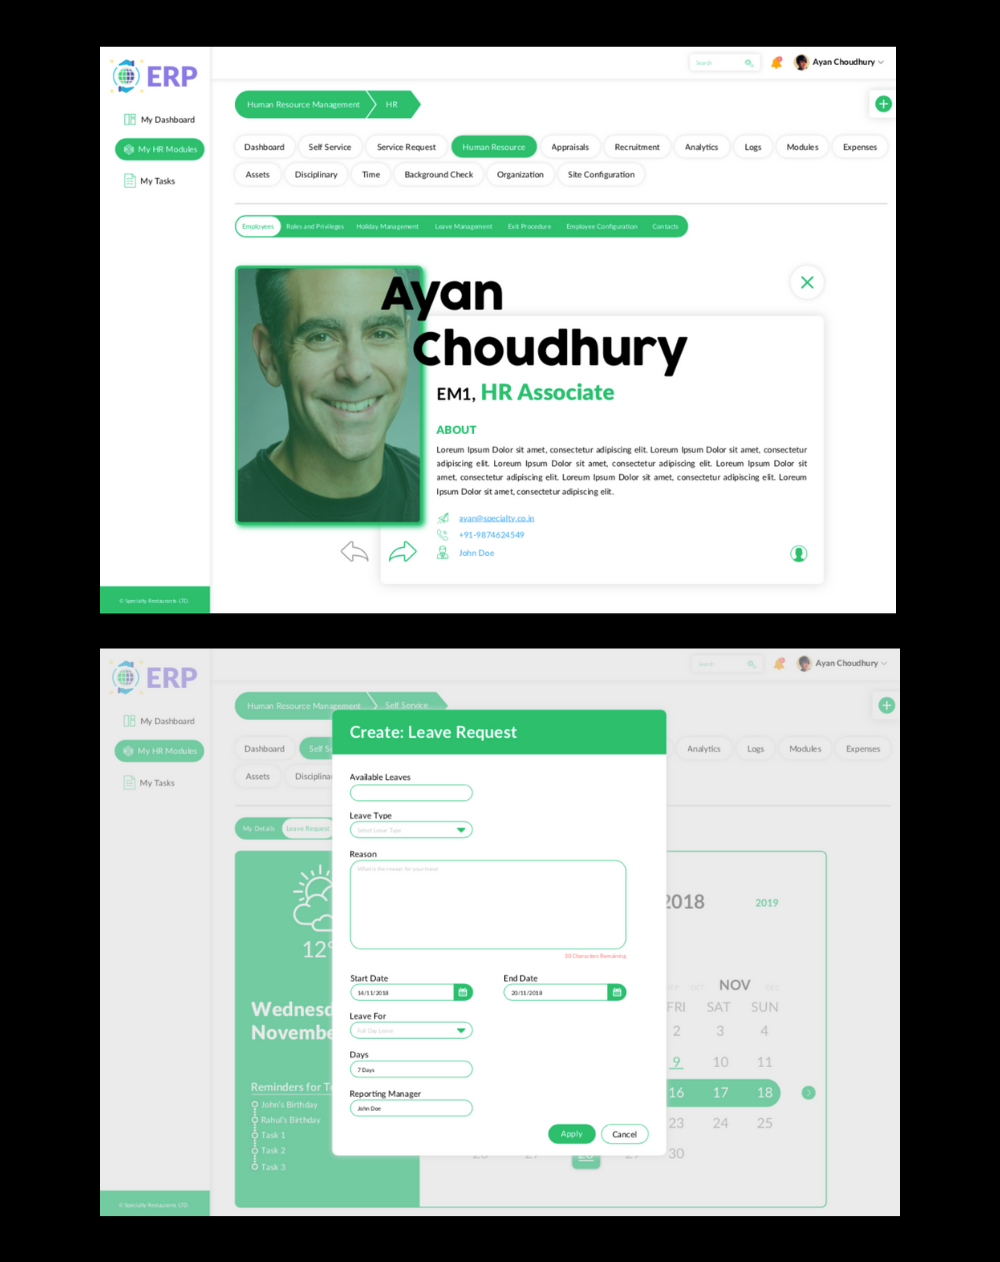 ERP
Search
Ayan Choudhury
My Dashboard
My HR Modules
My Tasks
Human Resource Management
HR
Dashboard
Self Service
Service Request
Human Resource
Appraisals
Recruitment
Analytics
Logs
Modules
Expenses
Assets
Disciplinary
Time
Background Check
Organization
Site Configuration
Employees
Roles and Privileges
Holiday Management
Leave Management
Exit Procedure
Employee Configuration
Contacts
Ayan
Choudhury
EM1, HR Associate
ABOUT
Lorem Ipsum Dolor sit amet, consectetur adipiscing elit. Lorem Ipsum Dolor sit amet, consectetur
adipiscing elit. Lorem Ipsum Dolor sit amet, consectetur adipiscing elit. Lorem Ipsum Dolor sit
amet, consectetur adipiscing elit. Lorem Ipsum Dolor sit amet, consectetur adipiscing elit. Lorem
Ipsum Dolor sit amet, consectetur adipiscing elit.
ayan@specialty.co.in
+91-9874624549
John Doe
© Specialty Restaurants LTD.
ERP
Search
Ayan Choudhury
My Dashboard
My HR Modules
My Tasks
Human Resource Management
Self Service
Dashboard
Self S
Analytics
Logs
Modules
Expenses
Assets
Disciplina
My Details
Leave Request
Create: Leave Request
Available Leaves
Leave Type
Select Leave Type
Reason
What is the reason for your leave
50 Characters Remaining
Start Date
End Date
14/11/2018
20/11/2018
Leave For
Full Day Leave
Days
7 Days
Reporting Manager
John Doe
Apply
Cancel
12°
Wednesd
Novembe
Reminders for T
John's Birthday
Rahul's Birthday
Task 1
Task 2
Task 3
2018
2019
OCT
NOV
DEC
FRI SAT SUN
2 3 4
9 10 11
16 17 18
23 24 25
30
© Specialty Restaurants LTD.